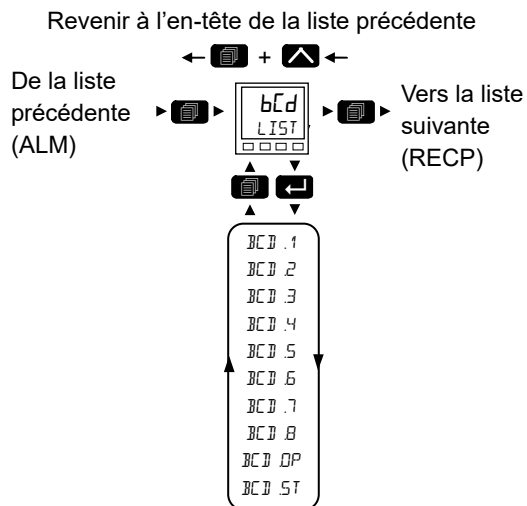 Revenir à l’en-tête de la liste précédente
+
De la liste
précédente
(ALM)
bCd
LIST
Vers la liste
suivante
(RECP)
BCD .1
BCD .2
BCD .3
BCD .4
BCD .5
BCD .6
BCD .7
BCD .8
BCD .OP
BCD .ST